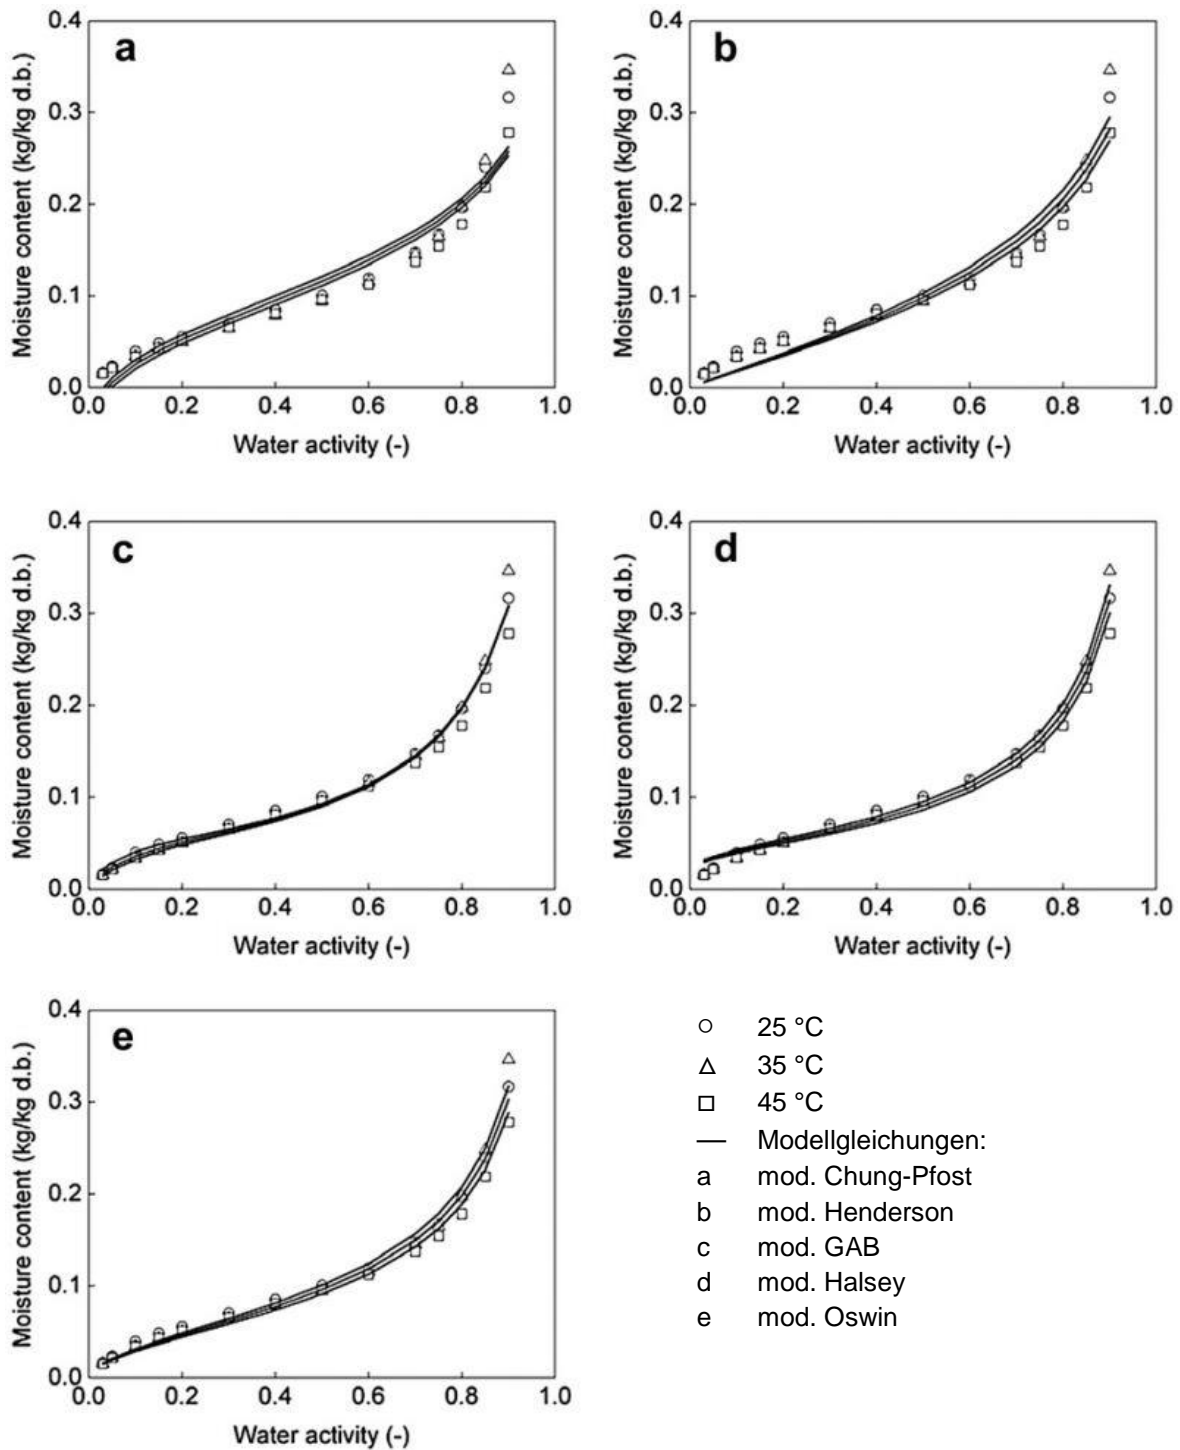 a
0.4
0.3
0.2
0.1
0.0
Moisture content (kg/kg d.b.)
0.0 0.2 0.4 0.6 0.8 1.0
Water activity (-)
b
0.4
0.3
0.2
0.1
0.0
Moisture content (kg/kg d.b.)
0.0 0.2 0.4 0.6 0.8 1.0
Water activity (-)
c
0.4
0.3
0.2
0.1
0.0
Moisture content (kg/kg d.b.)
0.0 0.2 0.4 0.6 0.8 1.0
Water activity (-)
d
0.4
0.3
0.2
0.1
0.0
Moisture content (kg/kg d.b.)
0.0 0.2 0.4 0.6 0.8 1.0
Water activity (-)
e
0.4
0.3
0.2
0.1
0.0
Moisture content (kg/kg d.b.)
0.0 0.2 0.4 0.6 0.8 1.0
Water activity (-)
25 °C
35 °C
45 °C
Modellgleichungen:
a mod. Chung-Pfost
b mod. Henderson
c mod. GAB
d mod. Halsey
e mod. Oswin